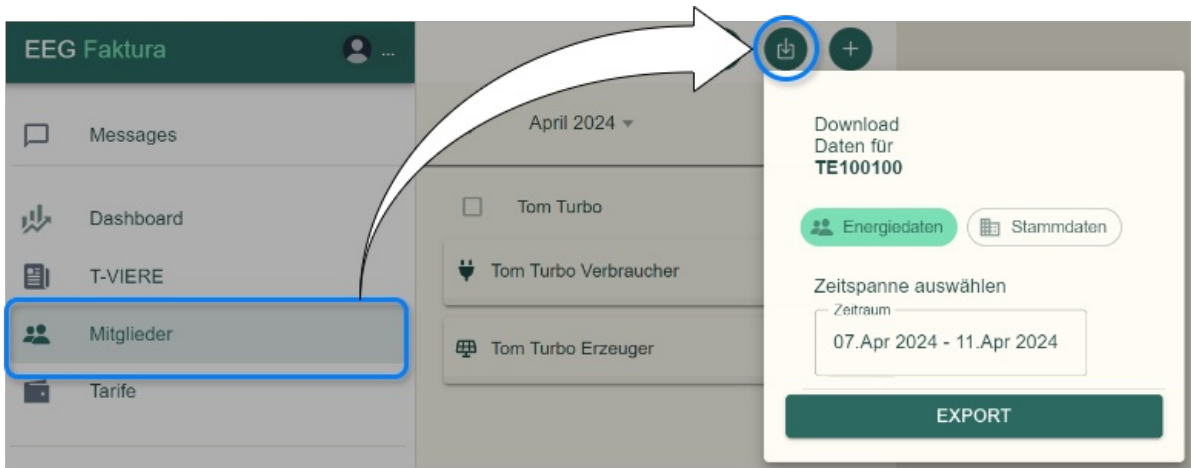 EEG Faktura
...
Messages
Dashboard
T-VIERE
Mitglieder
Tarife
April 2024
Tom Turbo
Tom Turbo Verbraucher
Tom Turbo Erzeuger
Download
Daten für
TE100100
Energiedaten
Stammdaten
Zeitspanne auswählen
Zeitraum
07.Apr 2024 - 11.Apr 2024
EXPORT